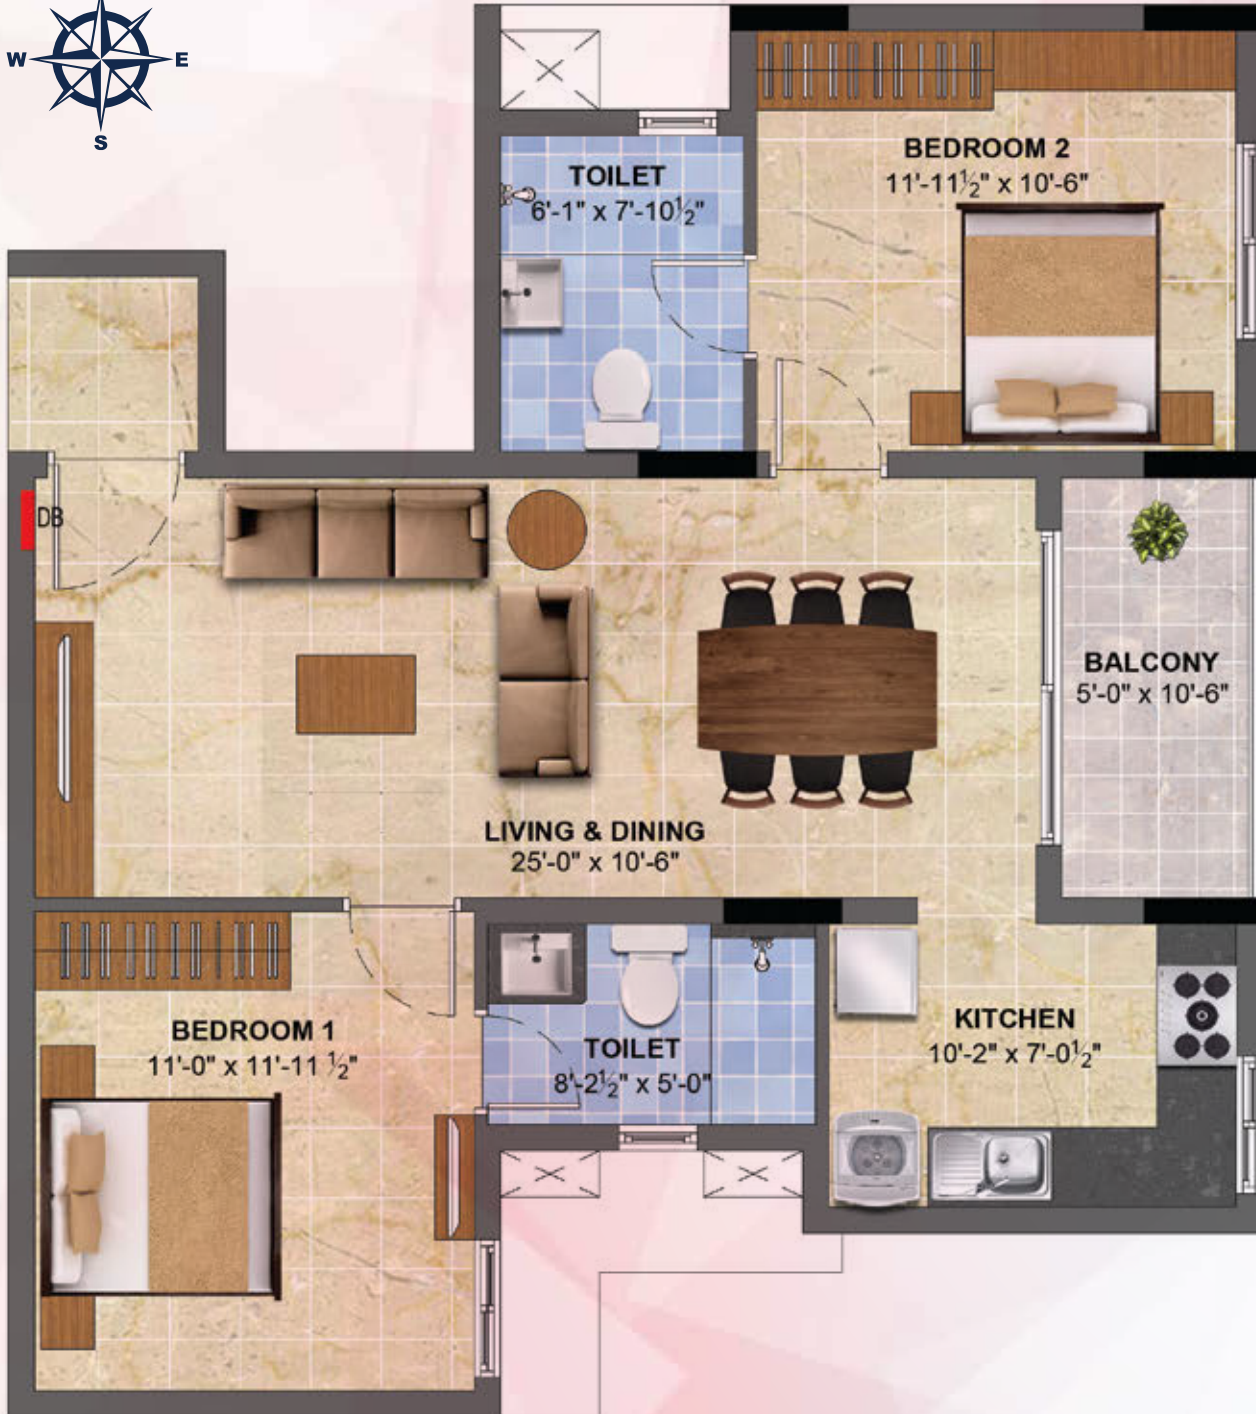 W E
S
BEDROOM 2
11'-11½" x 10'-6"
TOILET
6'-1" x 7'-10½"
DB
BALCONY
5'-0" x 10'-6"
LIVING & DINING
25'-0" x 10'-6"
BEDROOM 1
11'-0" x 11'-11 ½"
TOILET
8'-2½" x 5'-0"
KITCHEN
10'-2" x 7'-0½"